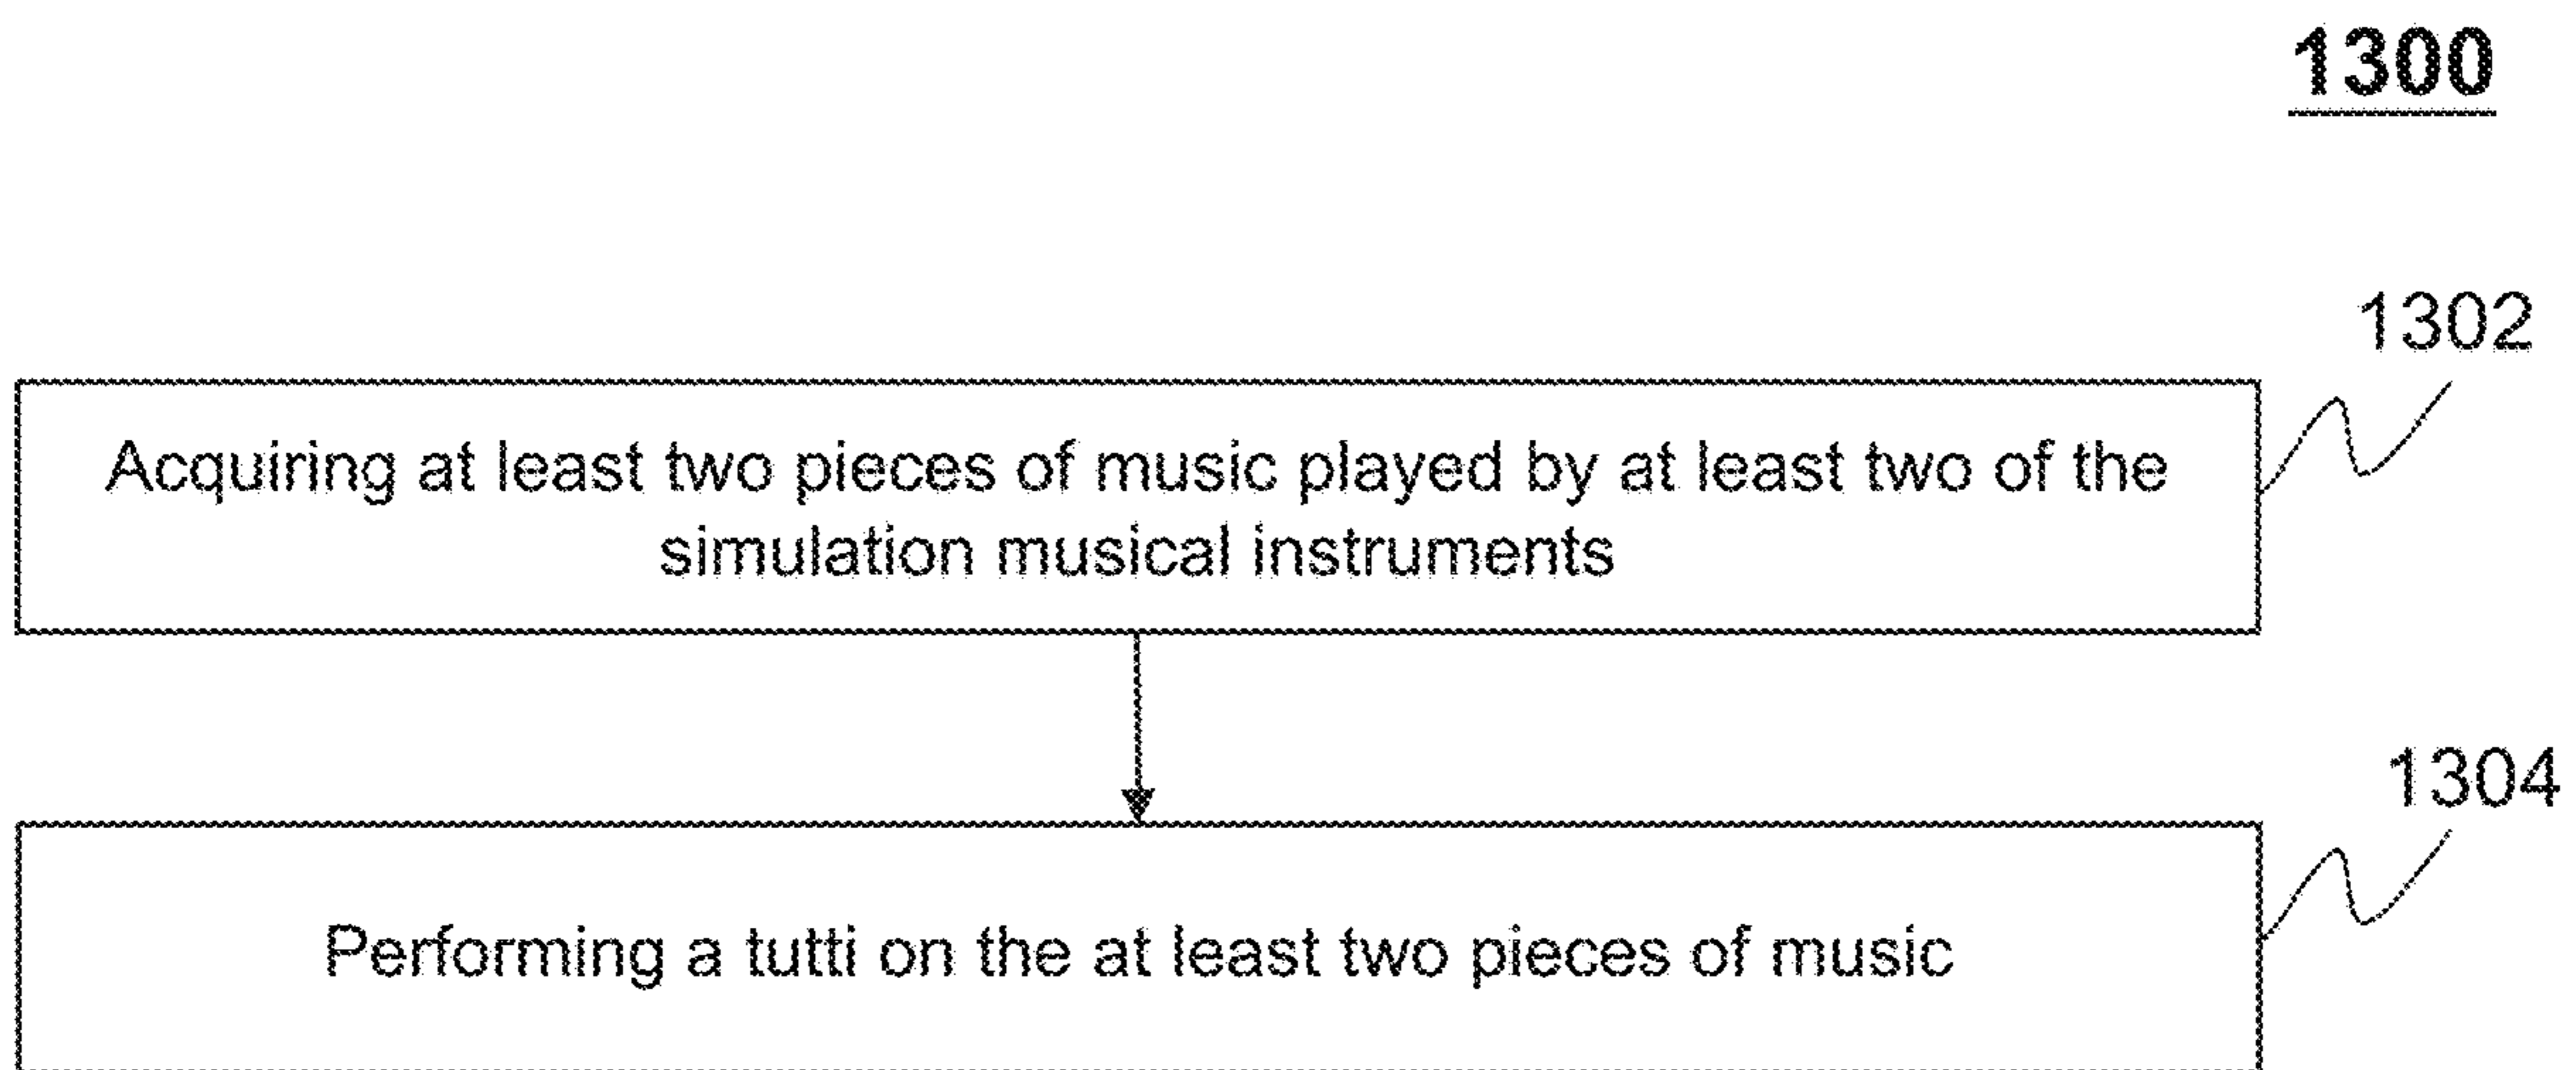 1300
1302
Acquiring at least two pieces of music played by at least two of the
simulation musical instruments
1304
Performing a tutti on the at least two pieces of music